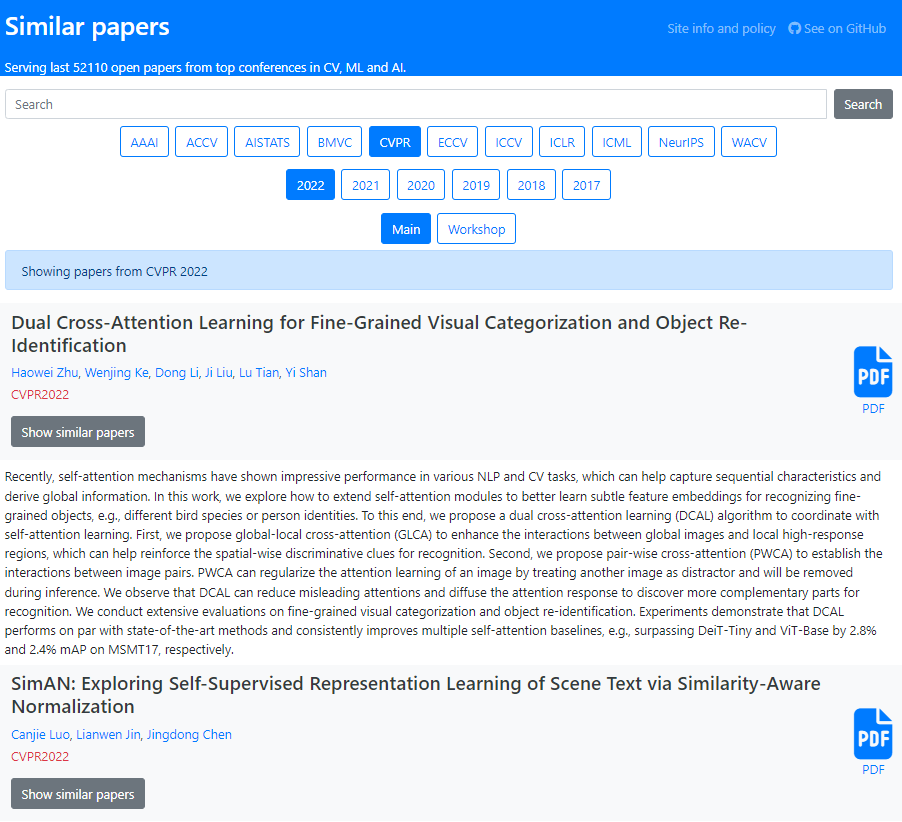 Similar papers
Site info and policy See on GitHub
Serving last 52110 open papers from top conferences in CV, ML and AI.
Search Search
AAAI ACCV AISTATS BMVC CVPR ECCV ICCV ICLR ICML NeurIPS WACV
2022 2021 2020 2019 2018 2017
Main Workshop
Showing papers from CVPR 2022
Dual Cross-Attention Learning for Fine-Grained Visual Categorization and Object Re-
Identification
Haowei Zhu, Wenjing Ke, Dong Li, Ji Liu, Lu Tian, Yi Shan
CVPR2022
PDF
PDF
Show similar papers
Recently, self-attention mechanisms have shown impressive performance in various NLP and CV tasks, which can help capture sequential characteristics and
derive global information. In this work, we explore how to extend self-attention modules to better learn subtle feature embeddings for recognizing fine-
grained objects, e.g., different bird species or person identities. To this end, we propose a dual cross-attention learning (DCAL) algorithm to coordinate with
self-attention learning. First, we propose global-local cross-attention (GLCA) to enhance the interactions between global images and local high-response
regions, which can help reinforce the spatial-wise discriminative clues for recognition. Second, we propose pair-wise cross-attention (PWCA) to establish the
interactions between image pairs. PWCA can regularize the attention learning of an image by treating another image as distractor and will be removed
during inference. We observe that DCAL can reduce misleading attentions and diffuse the attention response to discover more complementary parts for
recognition. We conduct extensive evaluations on fine-grained visual categorization and object re-identification. Experiments demonstrate that DCAL
performs on par with state-of-the-art methods and consistently improves multiple self-attention baselines, e.g., surpassing DeiT-Tiny and ViT-Base by 2.8%
and 2.4% mAP on MSMT17, respectively.
SimAN: Exploring Self-Supervised Representation Learning of Scene Text via Similarity-Aware
Normalization
Canjie Luo, Lianwen Jin, Jingdong Chen
CVPR2022
PDF
PDF
Show similar papers